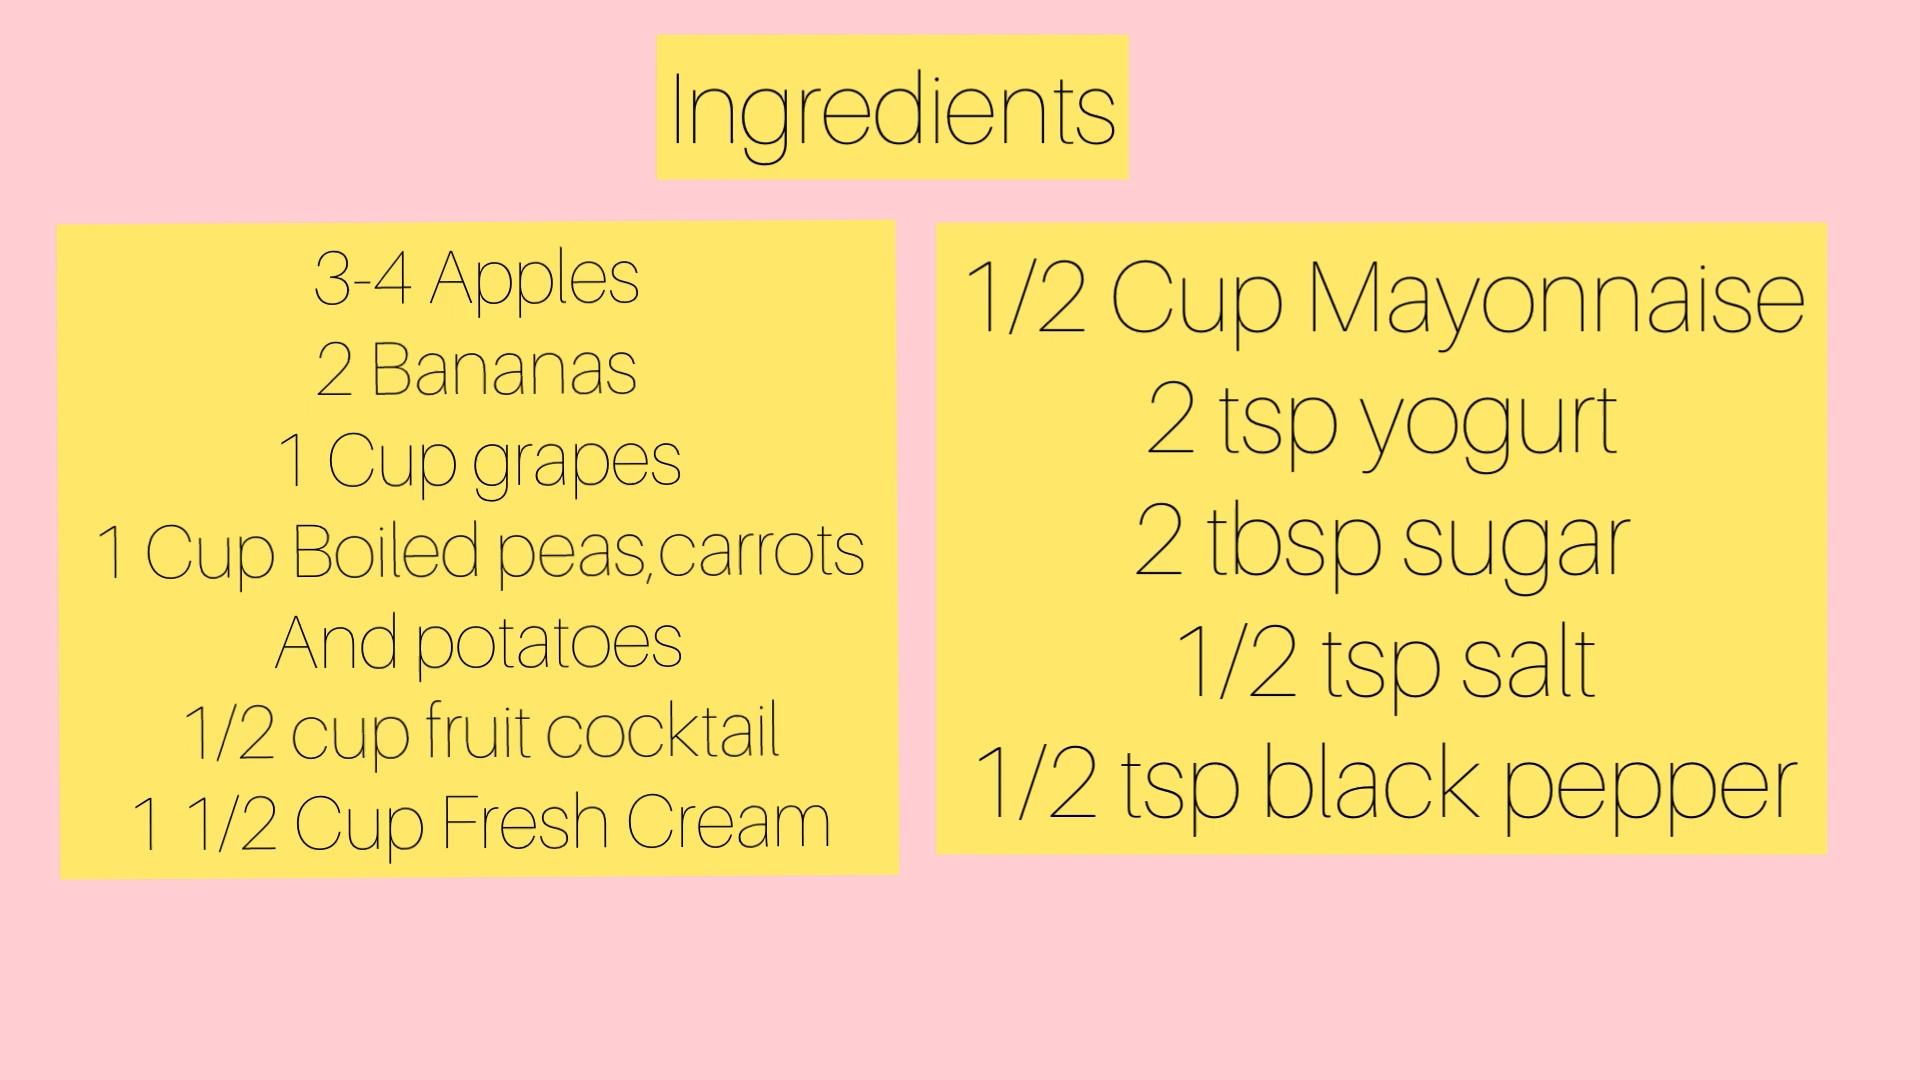 Ingredients
3-4 Apples
2 Bananas
1 Cup grapes
1 Cup Boiled peas,carrots
And potatoes
1/2 cup fruit cocktail
1 1/2 Cup Fresh Cream
1/2 Cup Mayonnaise
2 tsp yogurt
2 tbsp sugar
1/2 tsp salt
1/2 tsp black pepper